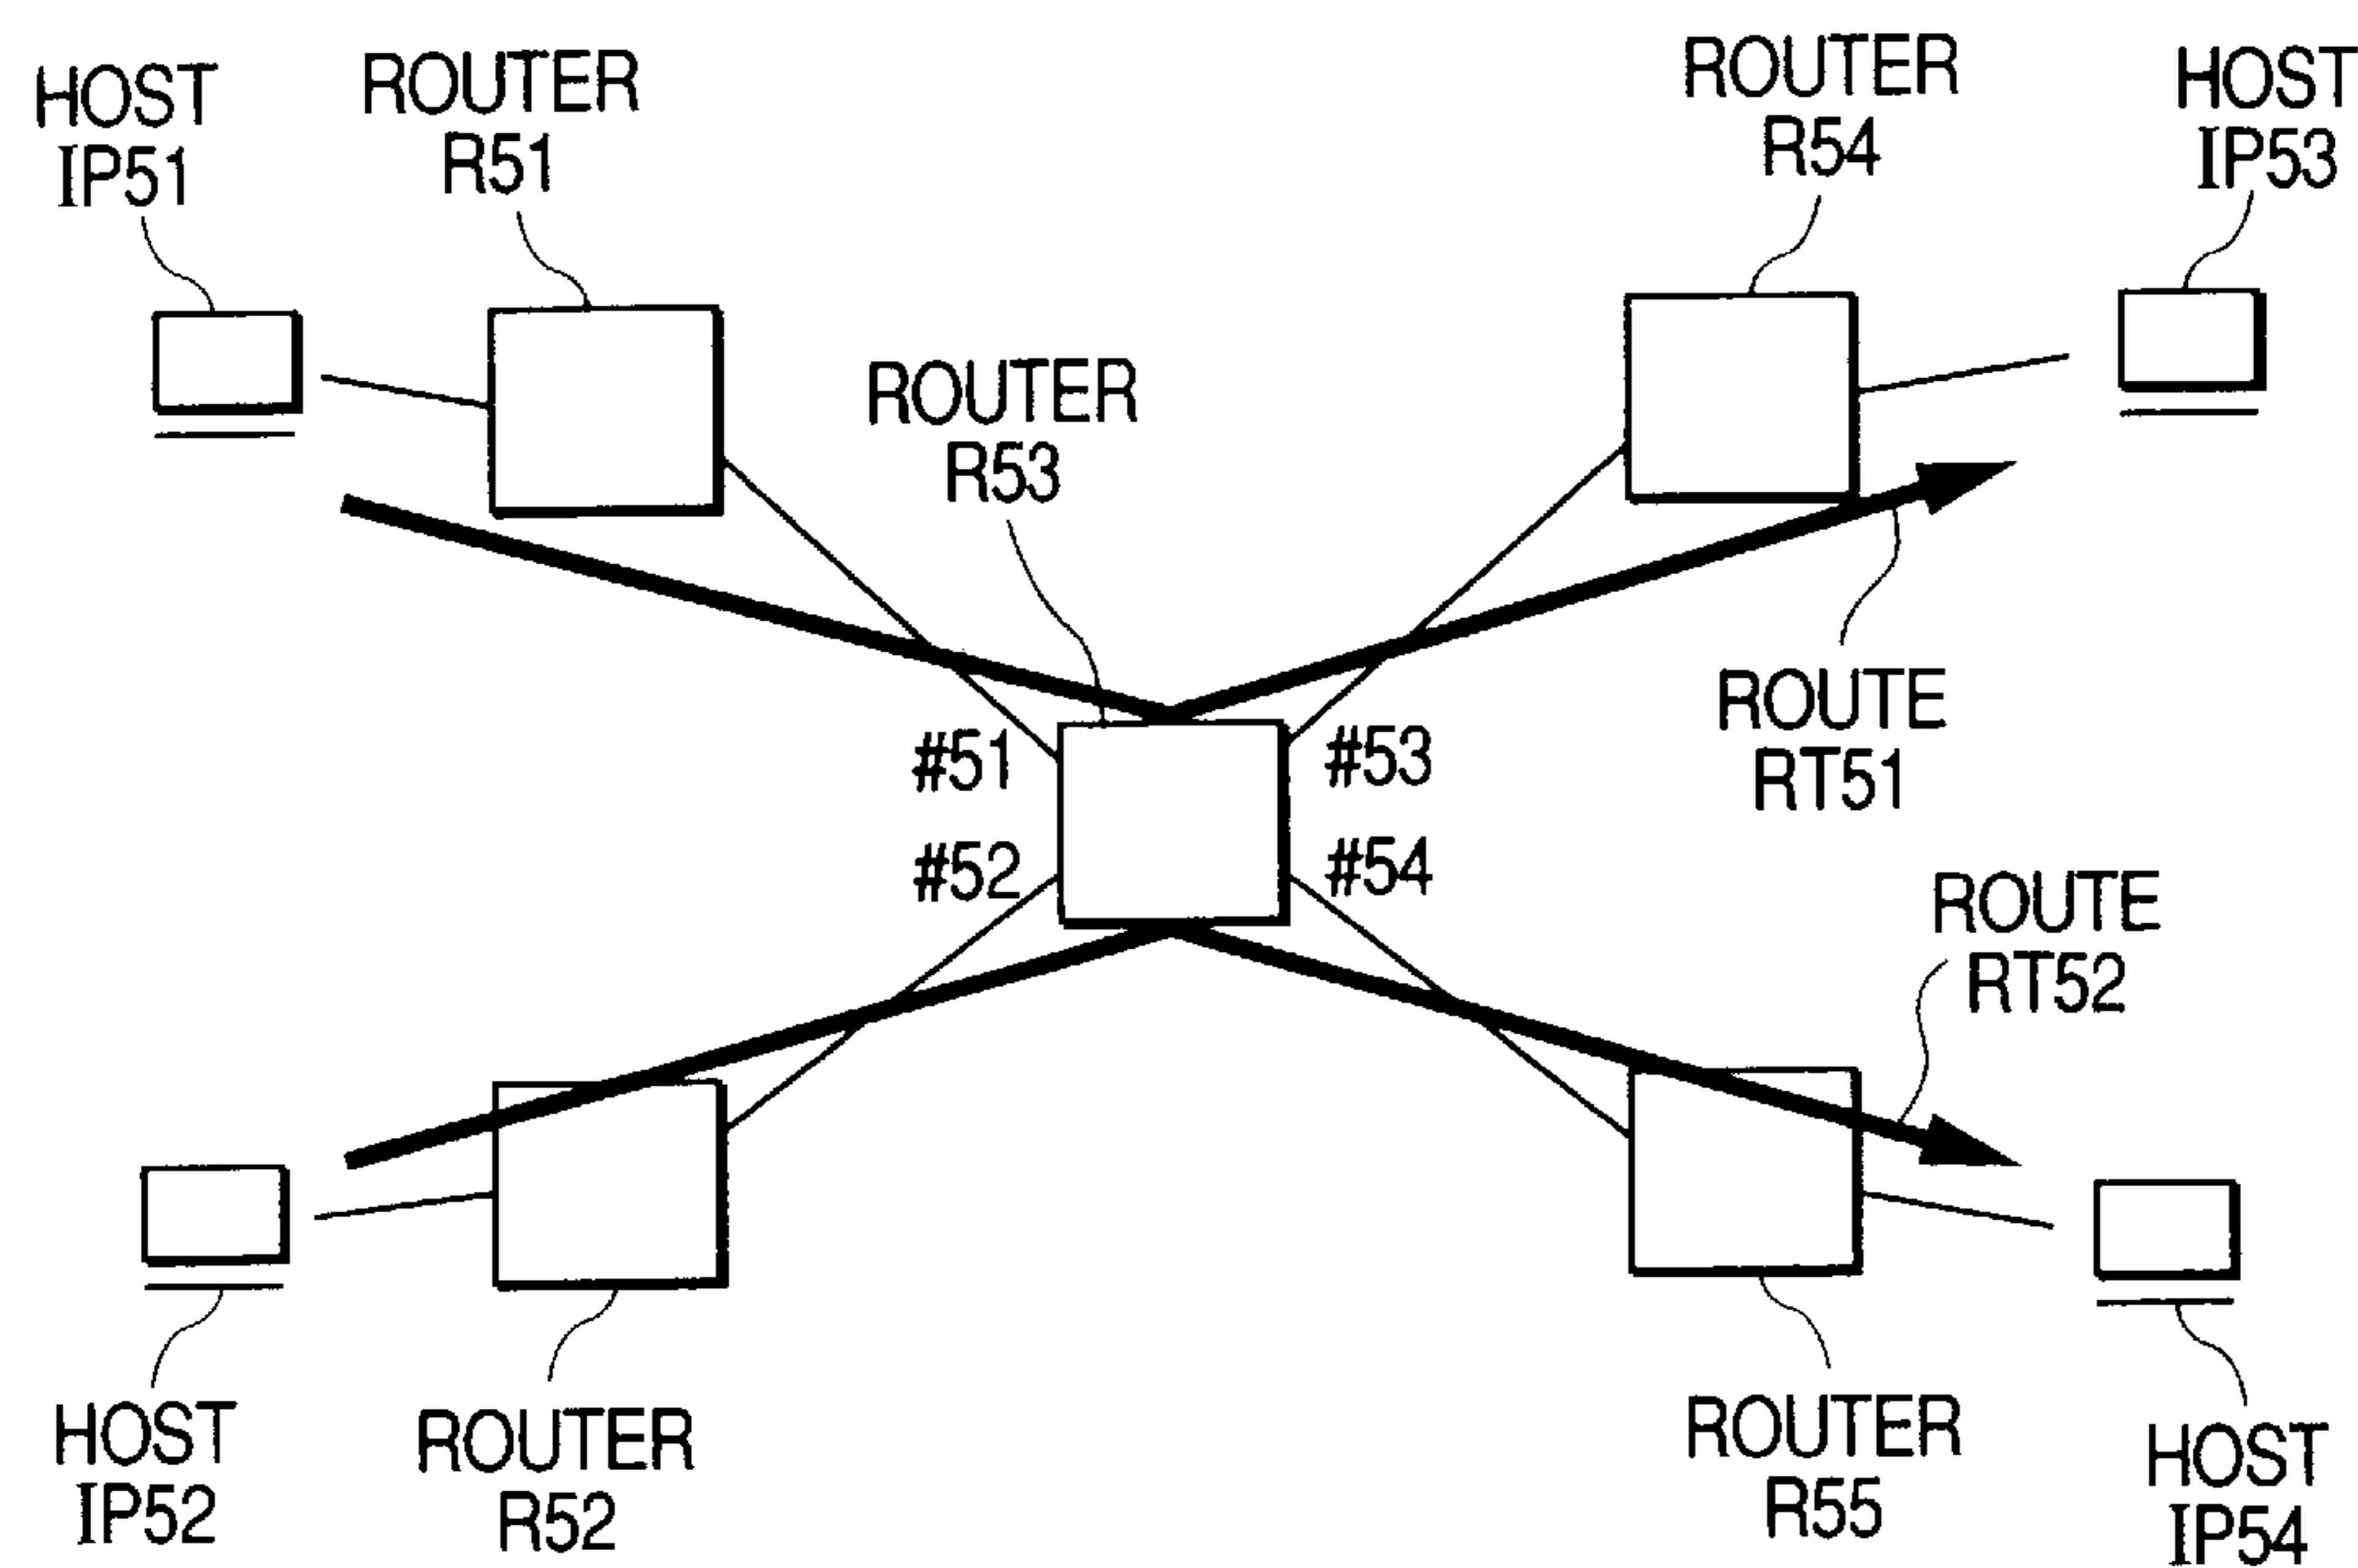 HOST
IP51
ROUTER
R51
ROUTER
R54
HOST
IP53
ROUTER
R53
#51
#53
ROUTE
RT51
#52
#54
ROUTE
RT52
HOST
IP52
ROUTER
R52
ROUTER
R55
HOST
IP54